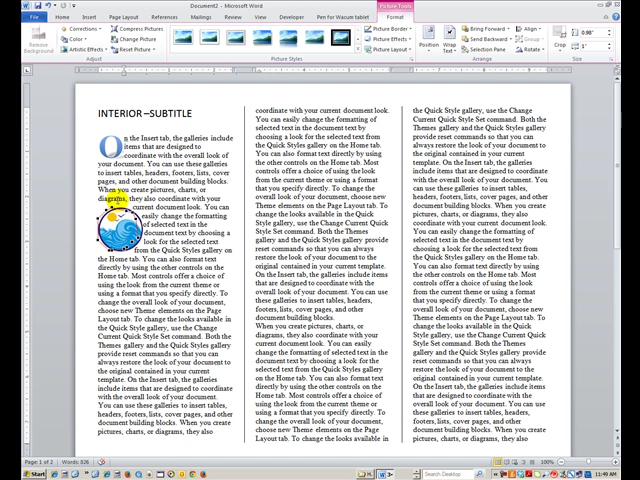 Document2 - Microsoft Word
Picture Tools
File Home Insert Page Layout References Mailings Review View Developer Pen for Wacom tablet Format
Remove Background
Corrections
Color
Artistic Effects
Compress Pictures
Change Picture
Reset Picture
Picture Border
Picture Effects
Picture Layout
Position
Wrap Text
Bring Forward
Send Backward
Selection Pane
Align
Group
Rotate
Crop
0.98"
1"
Adjust Picture Styles Arrange Size
INTERIOR –SUBTITLE
On the Insert tab, the galleries include
items that are designed to
coordinate with the overall look of
your document. You can use these galleries
to insert tables, headers, footers, lists, cover
pages, and other document building blocks.
When you create pictures, charts, or
diagrams, they also coordinate with your
current document look. You can
easily change the formatting
of selected text in the
document text by choosing a
look for the selected text
from the Quick Styles gallery on
the Home tab. You can also format text
directly by using the other controls on the
Home tab. Most controls offer a choice of
using the look from the current theme or
using a format that you specify directly. To
change the overall look of your document,
choose new Theme elements on the Page
Layout tab. To change the looks available in
the Quick Style gallery, use the Change
Current Quick Style Set command. Both the
Themes gallery and the Quick Styles gallery
provide reset commands so that you can
always restore the look of your document to
the original contained in your current
template. On the Insert tab, the galleries
include items that are designed to coordinate
with the overall look of your document.
You can use these galleries to insert tables,
headers, footers, lists, cover pages, and other
document building blocks. When you create
pictures, charts, or diagrams, they also
coordinate with your current document look.
You can easily change the formatting of
selected text in the document text by
choosing a look for the selected text from
the Quick Styles gallery on the Home tab.
You can also format text directly by using
the other controls on the Home tab. Most
controls offer a choice of using the look
from the current theme or using a format
that you specify directly. To change the
overall look of your document, choose new
Theme elements on the Page Layout tab. To
change the looks available in the Quick
Style gallery, use the Change Current Quick
Style Set command. Both the Themes
gallery and the Quick Styles gallery provide
reset commands so that you can always
restore the look of your document to the
original contained in your current template.
On the Insert tab, the galleries include items
that are designed to coordinate with the
overall look of your document. You can use
these galleries to insert tables, headers,
footers, lists, cover pages, and other
document building blocks.
When you create pictures, charts, or
diagrams, they also coordinate with your
current document look. You can easily
change the formatting of selected text in the
document text by choosing a look for the
selected text from the Quick Styles gallery
on the Home tab. You can also format text
directly by using the other controls on the
Home tab. Most controls offer a choice of
using the look from the current theme or
using a format that you specify directly. To
change the overall look of your document,
choose new Theme elements on the Page
Layout tab. To change the looks available in
the Quick Style gallery, use the Change
Current Quick Style Set command. Both the
Themes gallery and the Quick Styles gallery
provide reset commands so that you can
always restore the look of your document to
the original contained in your current
template. On the Insert tab, the galleries
include items that are designed to coordinate
with the overall look of your document. You
can use these galleries to insert tables,
headers, footers, lists, cover pages, and other
document building blocks. When you create
pictures, charts, or diagrams, they also
coordinate with your current document look.
You can easily change the formatting of
selected text in the document text by
choosing a look for the selected text from
the Quick Styles gallery on the Home tab.
You can also format text directly by using
the other controls on the Home tab. Most
controls offer a choice of using the look
from the current theme or using a format
that you specify directly. To change the
overall look of your document, choose new
Theme elements on the Page Layout tab. To
change the looks available in the Quick
Style gallery, use the Change Current Quick
Style Set command. Both the Themes
gallery and the Quick Styles gallery provide
reset commands so that you can always
restore the look of your document to the
original contained in your current template.
On the Insert tab, the galleries include items
that are designed to coordinate with the
overall look of your document. You can use
these galleries to insert tables, headers,
footers, lists, cover pages, and other
document building blocks. When you create
pictures, charts, or diagrams, they also
Page: 1 of 2 Words: 826 100%
Start Search Desktop 11:49 AM